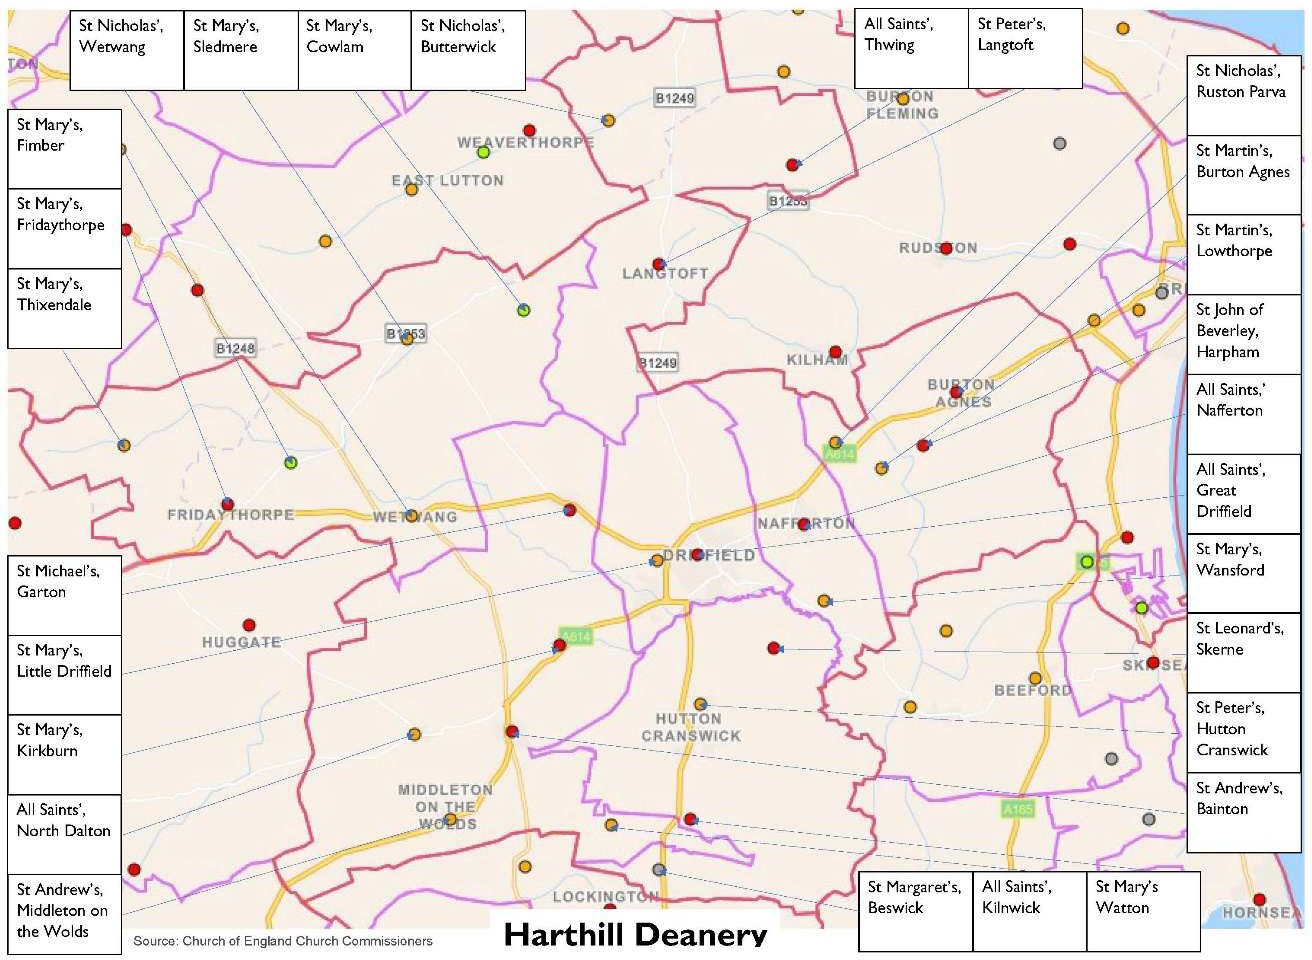 St Nicholas',
Wetwang
St Mary's,
Sledmere
St Mary's,
Cowlam
St Nicholas',
Butterwick
All Saints',
Thwing
St Peter's,
Langtoft
St Nicholas',
Ruston Parva
St Martin's,
Burton Agnes
St Martin's,
Lowthorpe
St John of
Beverley,
Harpham
All Saints,'
Nafferton
All Saints',
Great
Driffield
St Mary's,
Wansford
St Leonard's,
Skerne
St Peter's,
Hutton
Cranswick
St Andrew's,
Bainton
St Mary's,
Fimber
St Mary's,
Fridaythorpe
St Mary's,
Thixendale
St Michael's,
Garton
St Mary's,
Little Driffield
St Mary's,
Kirkburn
All Saints',
North Dalton
St Andrew's,
Middleton on
the Wolds
St Margaret's,
Beswick
All Saints',
Kilnwick
St Mary's
Watton
TON
B1249
BURTON
FLEMING
WEAVERTHORPE
EAST LUTTON
B1253
RUDSTON
LANGTOFT
BRI
B1253
B1248
B1249
KILHAM
BURTON
AGNES
A614
FRIDAYTHORPE
WETWANG
NAFFERTON
DRIFFIELD
HUGGATE
A614
SKIPSEA
BEEFORD
HUTTON
CRANSWICK
MIDDLETON
ON THE
WOLDS
A165
LOCKINGTON
HORNSEA
Harthill Deanery
Source: Church of England Church Commissioners